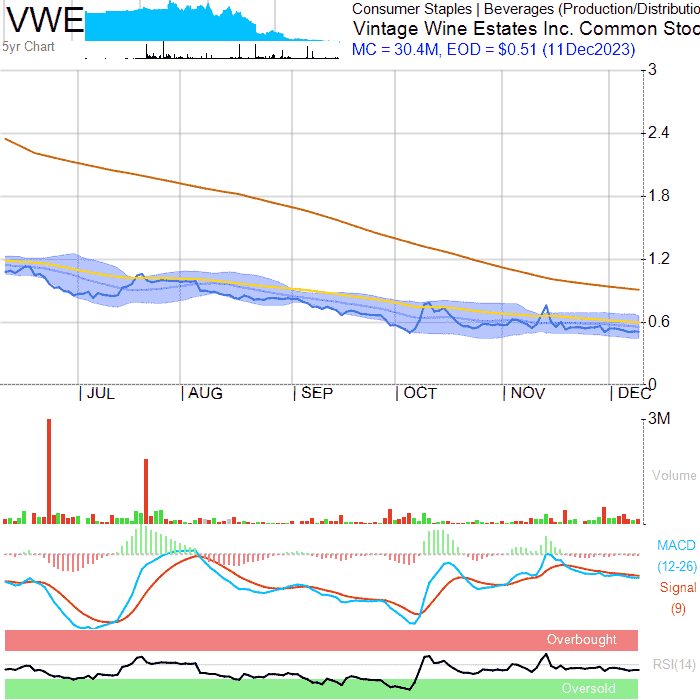 VWE
5yr Chart
Consumer Staples | Beverages (Production/Distributio
Vintage Wine Estates Inc. Common Stoc
MC = 30.4M, EOD = $0.51 (11Dec2023)
3
2.4
1.8
1.2
0.6
0
| JUL | AUG | SEP | OCT | NOV | DEC
3M
Volume
MACD
(12-26)
Signal
(9)
Overbought
RSI(14)
Oversold